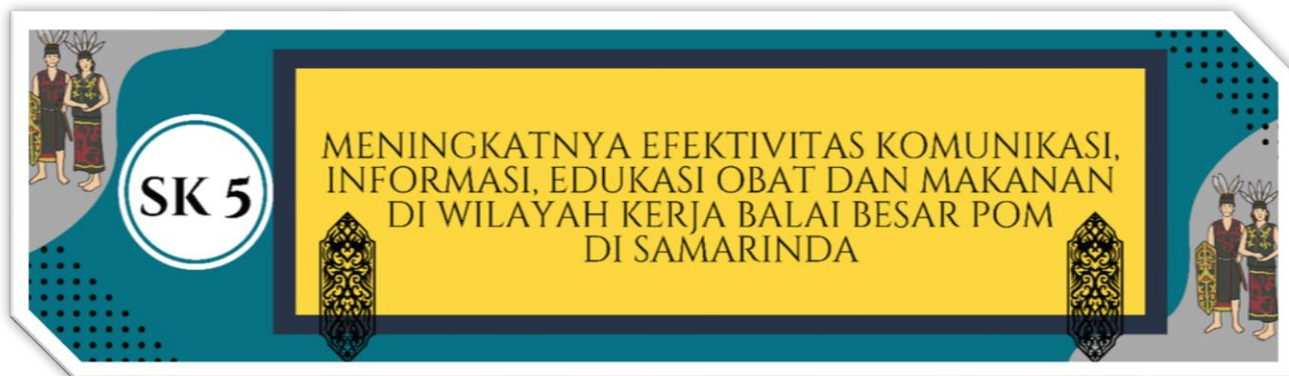 SK 5
MENINGKATNYA EFEKTIVITAS KOMUNIKASI,
INFORMASI, EDUKASI OBAT DAN MAKANAN
DI WILAYAH KERJA BALAI BESAR POM
DI SAMARINDA